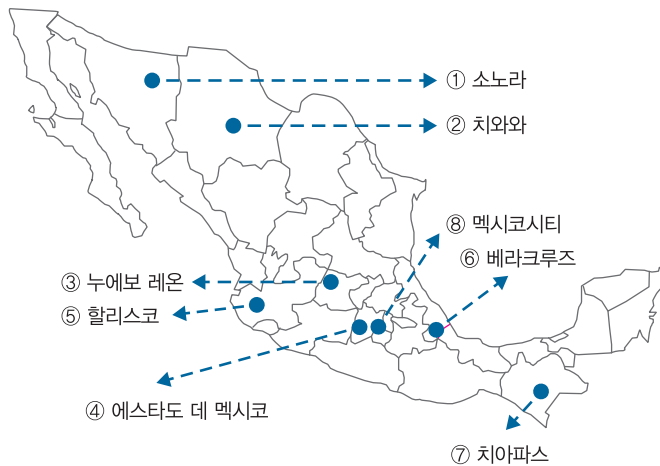 ① 소노라
② 치와와
⑧ 멕시코시티
⑥ 베라크루즈
③ 누에보 레온
⑤ 할리스코
④ 에스타도 데 멕시코
⑦ 치아파스